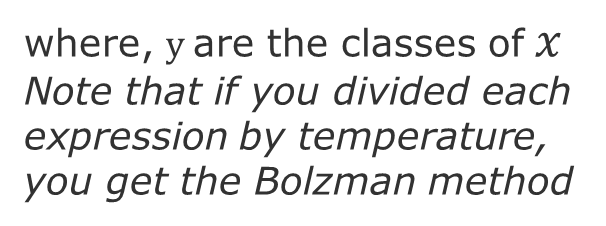 where, y are the classes of x
Note that if you divided each
expression by temperature,
you get the Bolzman method